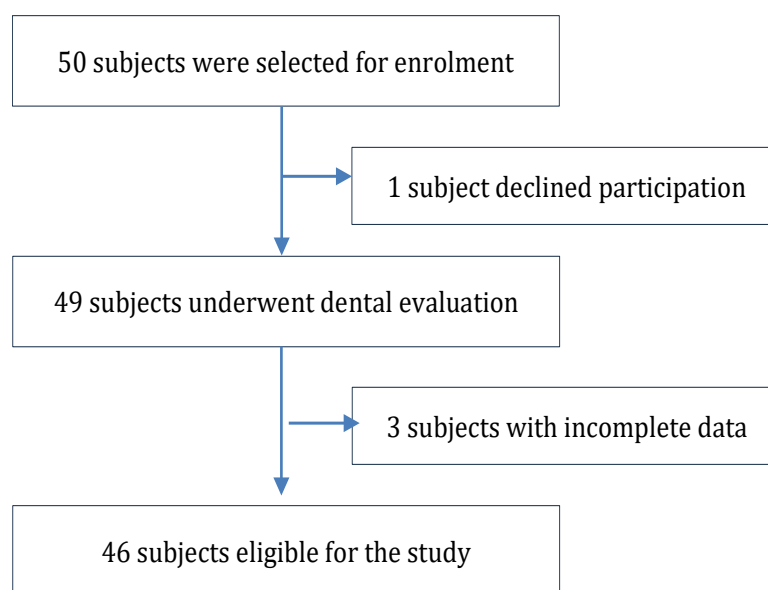 50 subjects were selected for enrolment
1 subject declined participation
49 subjects underwent dental evaluation
3 subjects with incomplete data
46 subjects eligible for the study